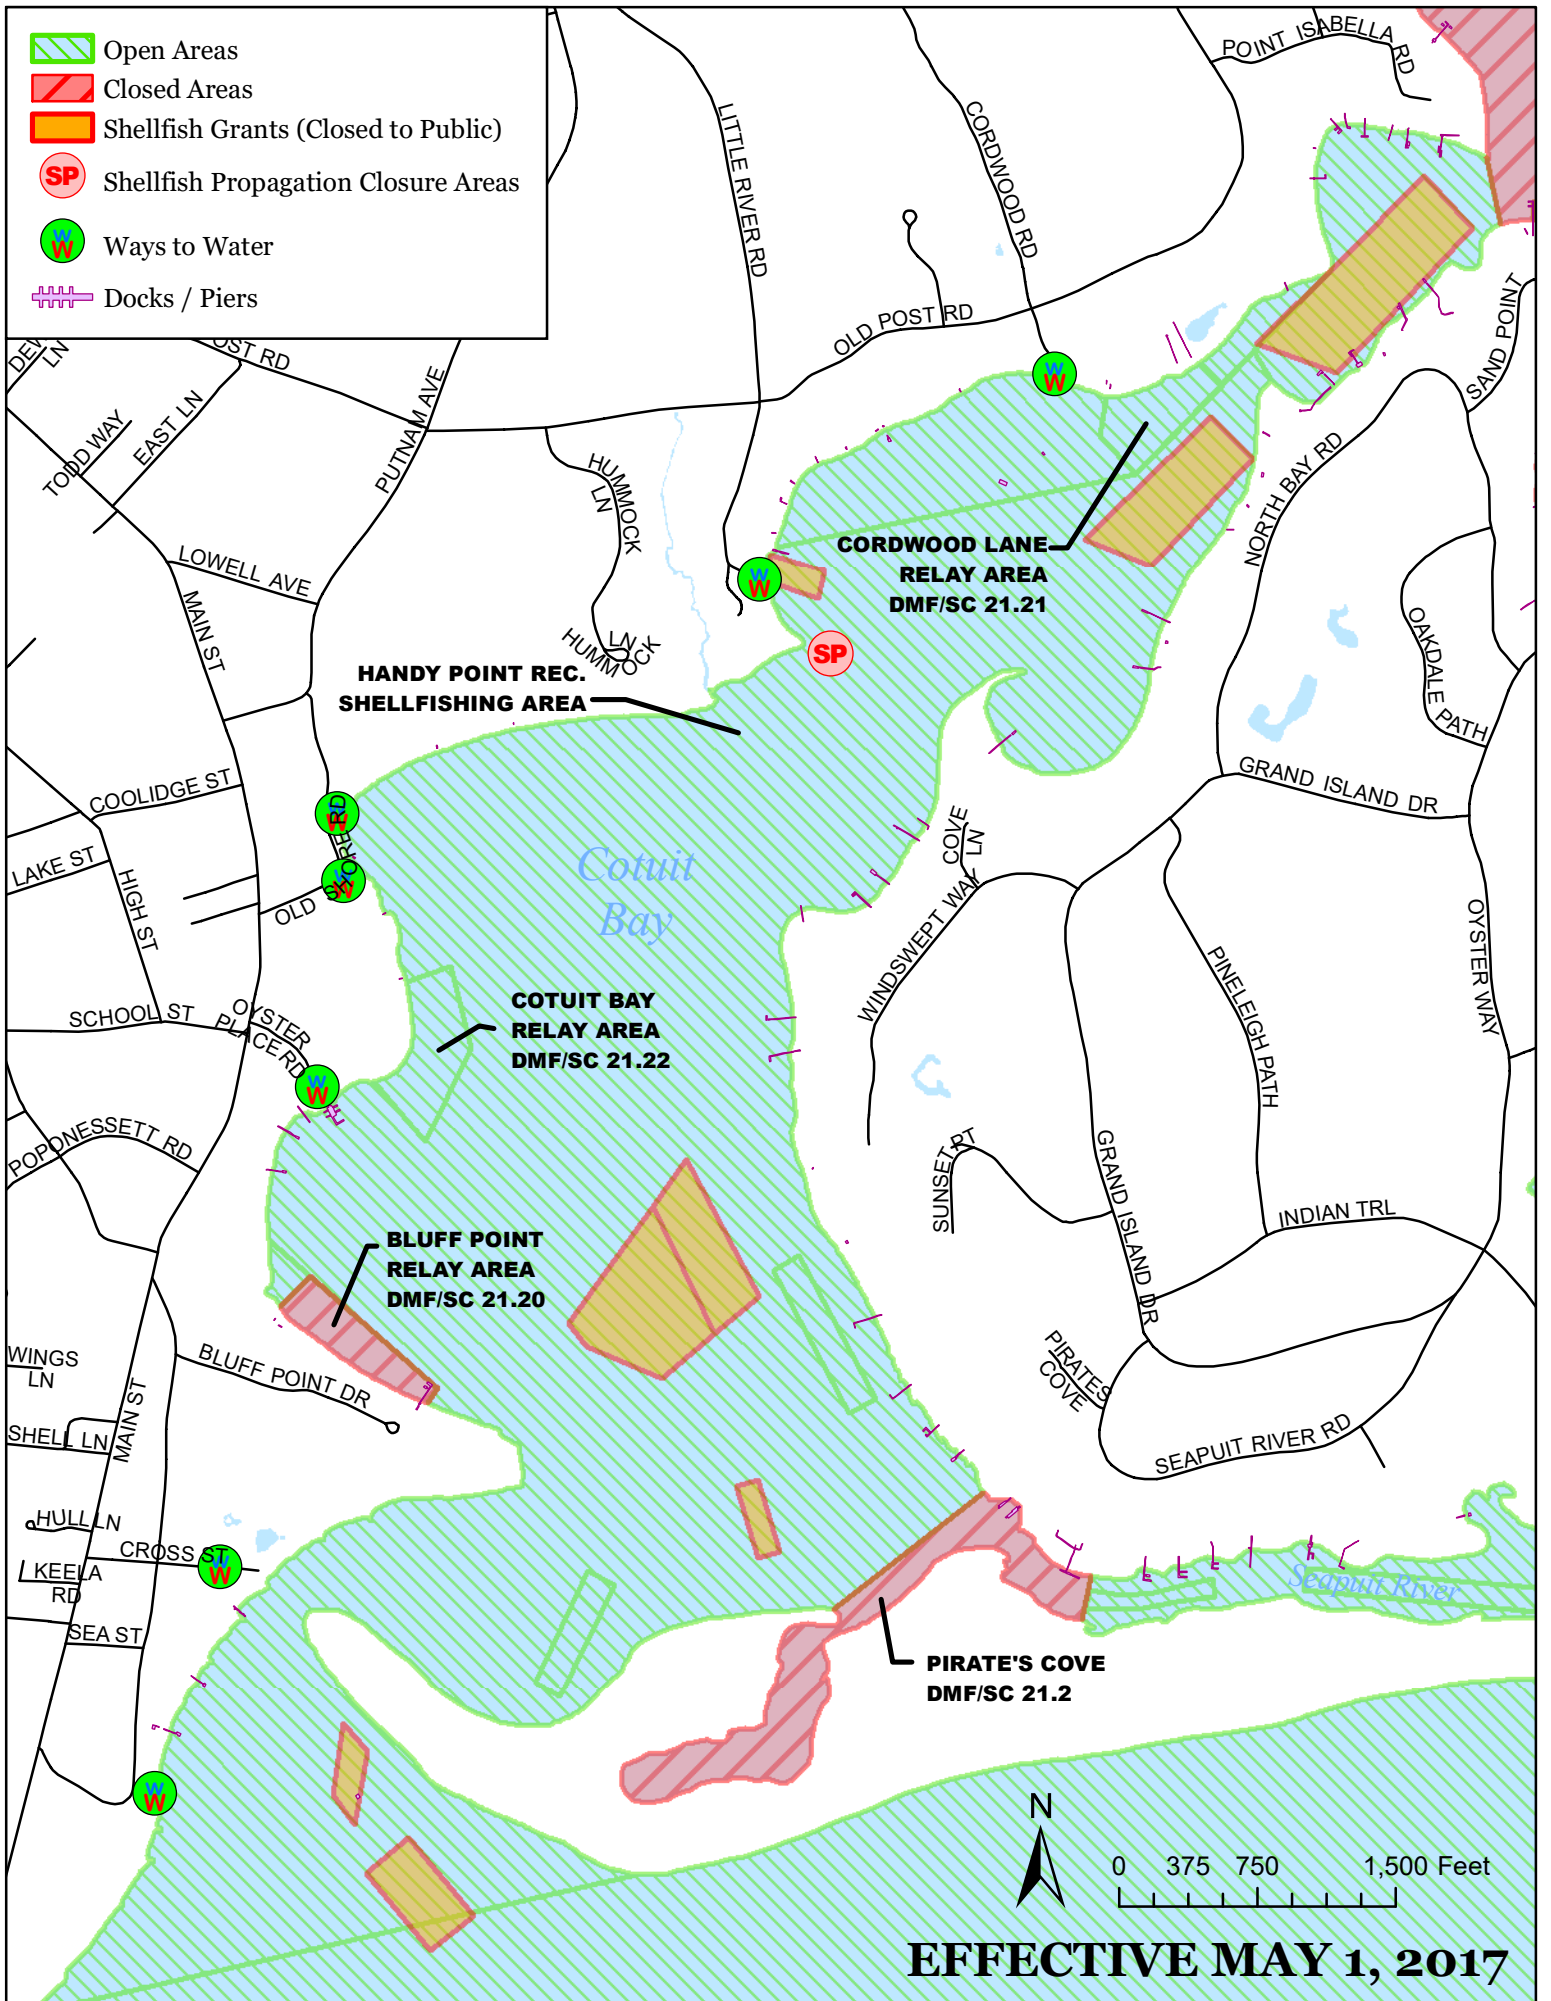 Open Areas
Closed Areas
Shellfish Grants (Closed to Public)
SP
Shellfish Propagation Closure Areas
W
W
Ways to Water
Docks / Piers
POINT ISABELLA RD
LITTLE RIVER RD
CORDWOOD RD
OLD POST RD
OST RD
LN
EAST LN
TODD WAY
PUTNAM AVE
SAND POINT
W
W
HUMMOCK
LN
NORTH BAY RD
LOWELL AVE
MAIN ST
CORDWOOD LANE
RELAY AREA
DMF/SC 21.21
W
W
OAKDALE PATH
LN
HUMMOCK
SP
HANDY POINT REC.
SHELLFISHING AREA
COOLIDGE ST
GRAND ISLAND DR
W
W
LAKE ST
HIGH ST
OLD SHORE RD
W
W
Cotuit
Bay
COVE
LN
WINDSWEPT WAY
PINELEIGH PATH
OYSTER WAY
SCHOOL ST
OYSTER
PLACE RD
COTUIT BAY
RELAY AREA
DMF/SC 21.22
W
W
POPONESSETT RD
SUNSET PT
GRAND ISLAND DR
INDIAN TRL
BLUFF POINT
RELAY AREA
DMF/SC 21.20
WINGS
LN
BLUFF POINT DR
PIRATES
COVE
MAIN ST
SHELL LN
SEAPUIT RIVER RD
HULL LN
CROSS ST
W
W
KEELA
RD
Seapuit River
SEA ST
PIRATE'S COVE
DMF/SC 21.2
W
W
N
0 375 750 1,500 Feet
EFFECTIVE MAY 1, 2017